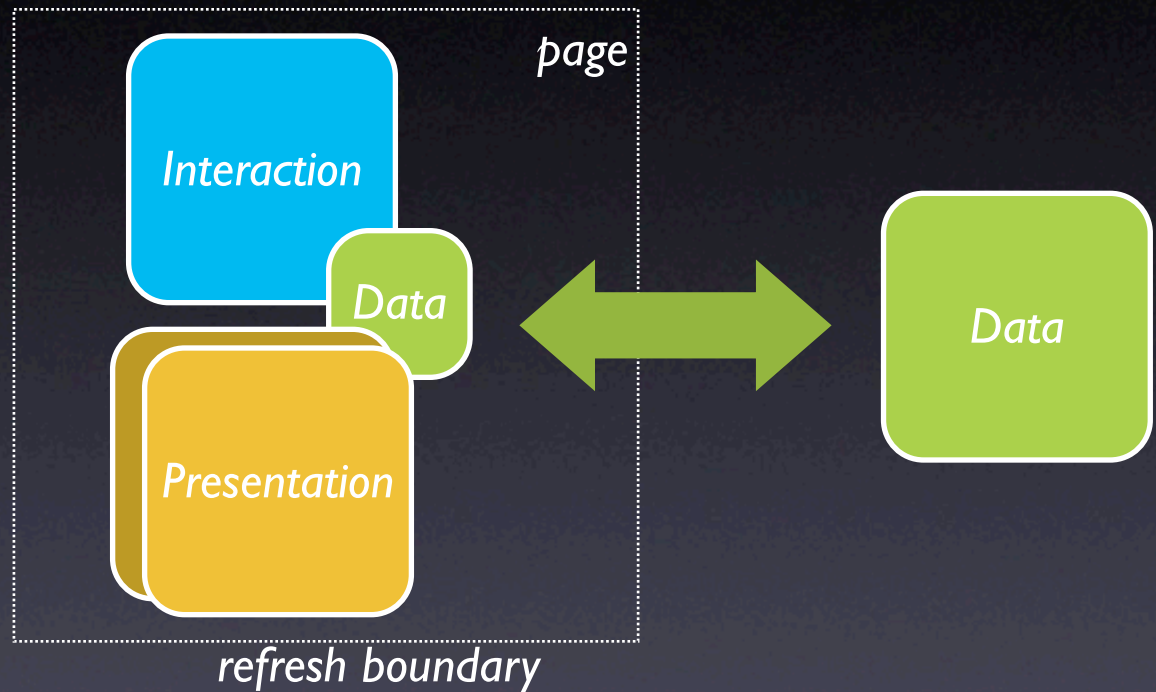 page
Interaction
Data
Data
Presentation
refresh boundary